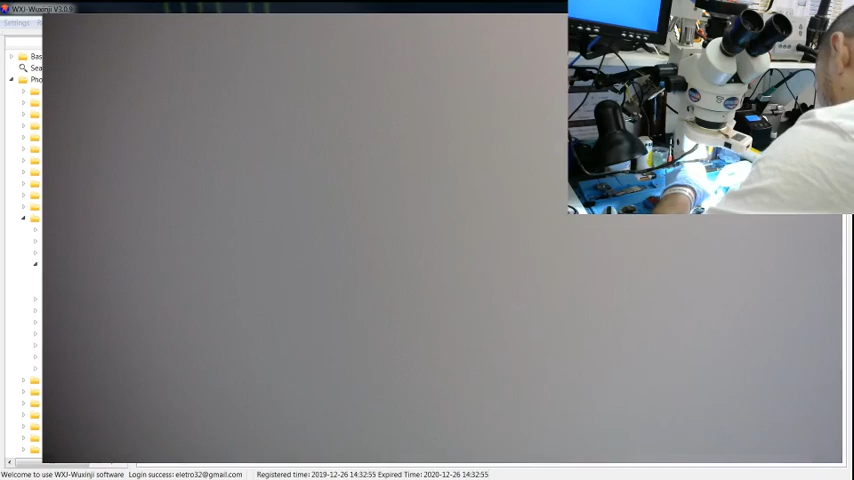 WXJ-Wuxinji V3.0.9
Settings
Bas
Sea
Pho
Welcome to use WXJ-Wuxinji software Login success: eletro32@gmail.com Registered time: 2019-12-26 14:32:55 Expired Time: 2020-12-26 14:32:55